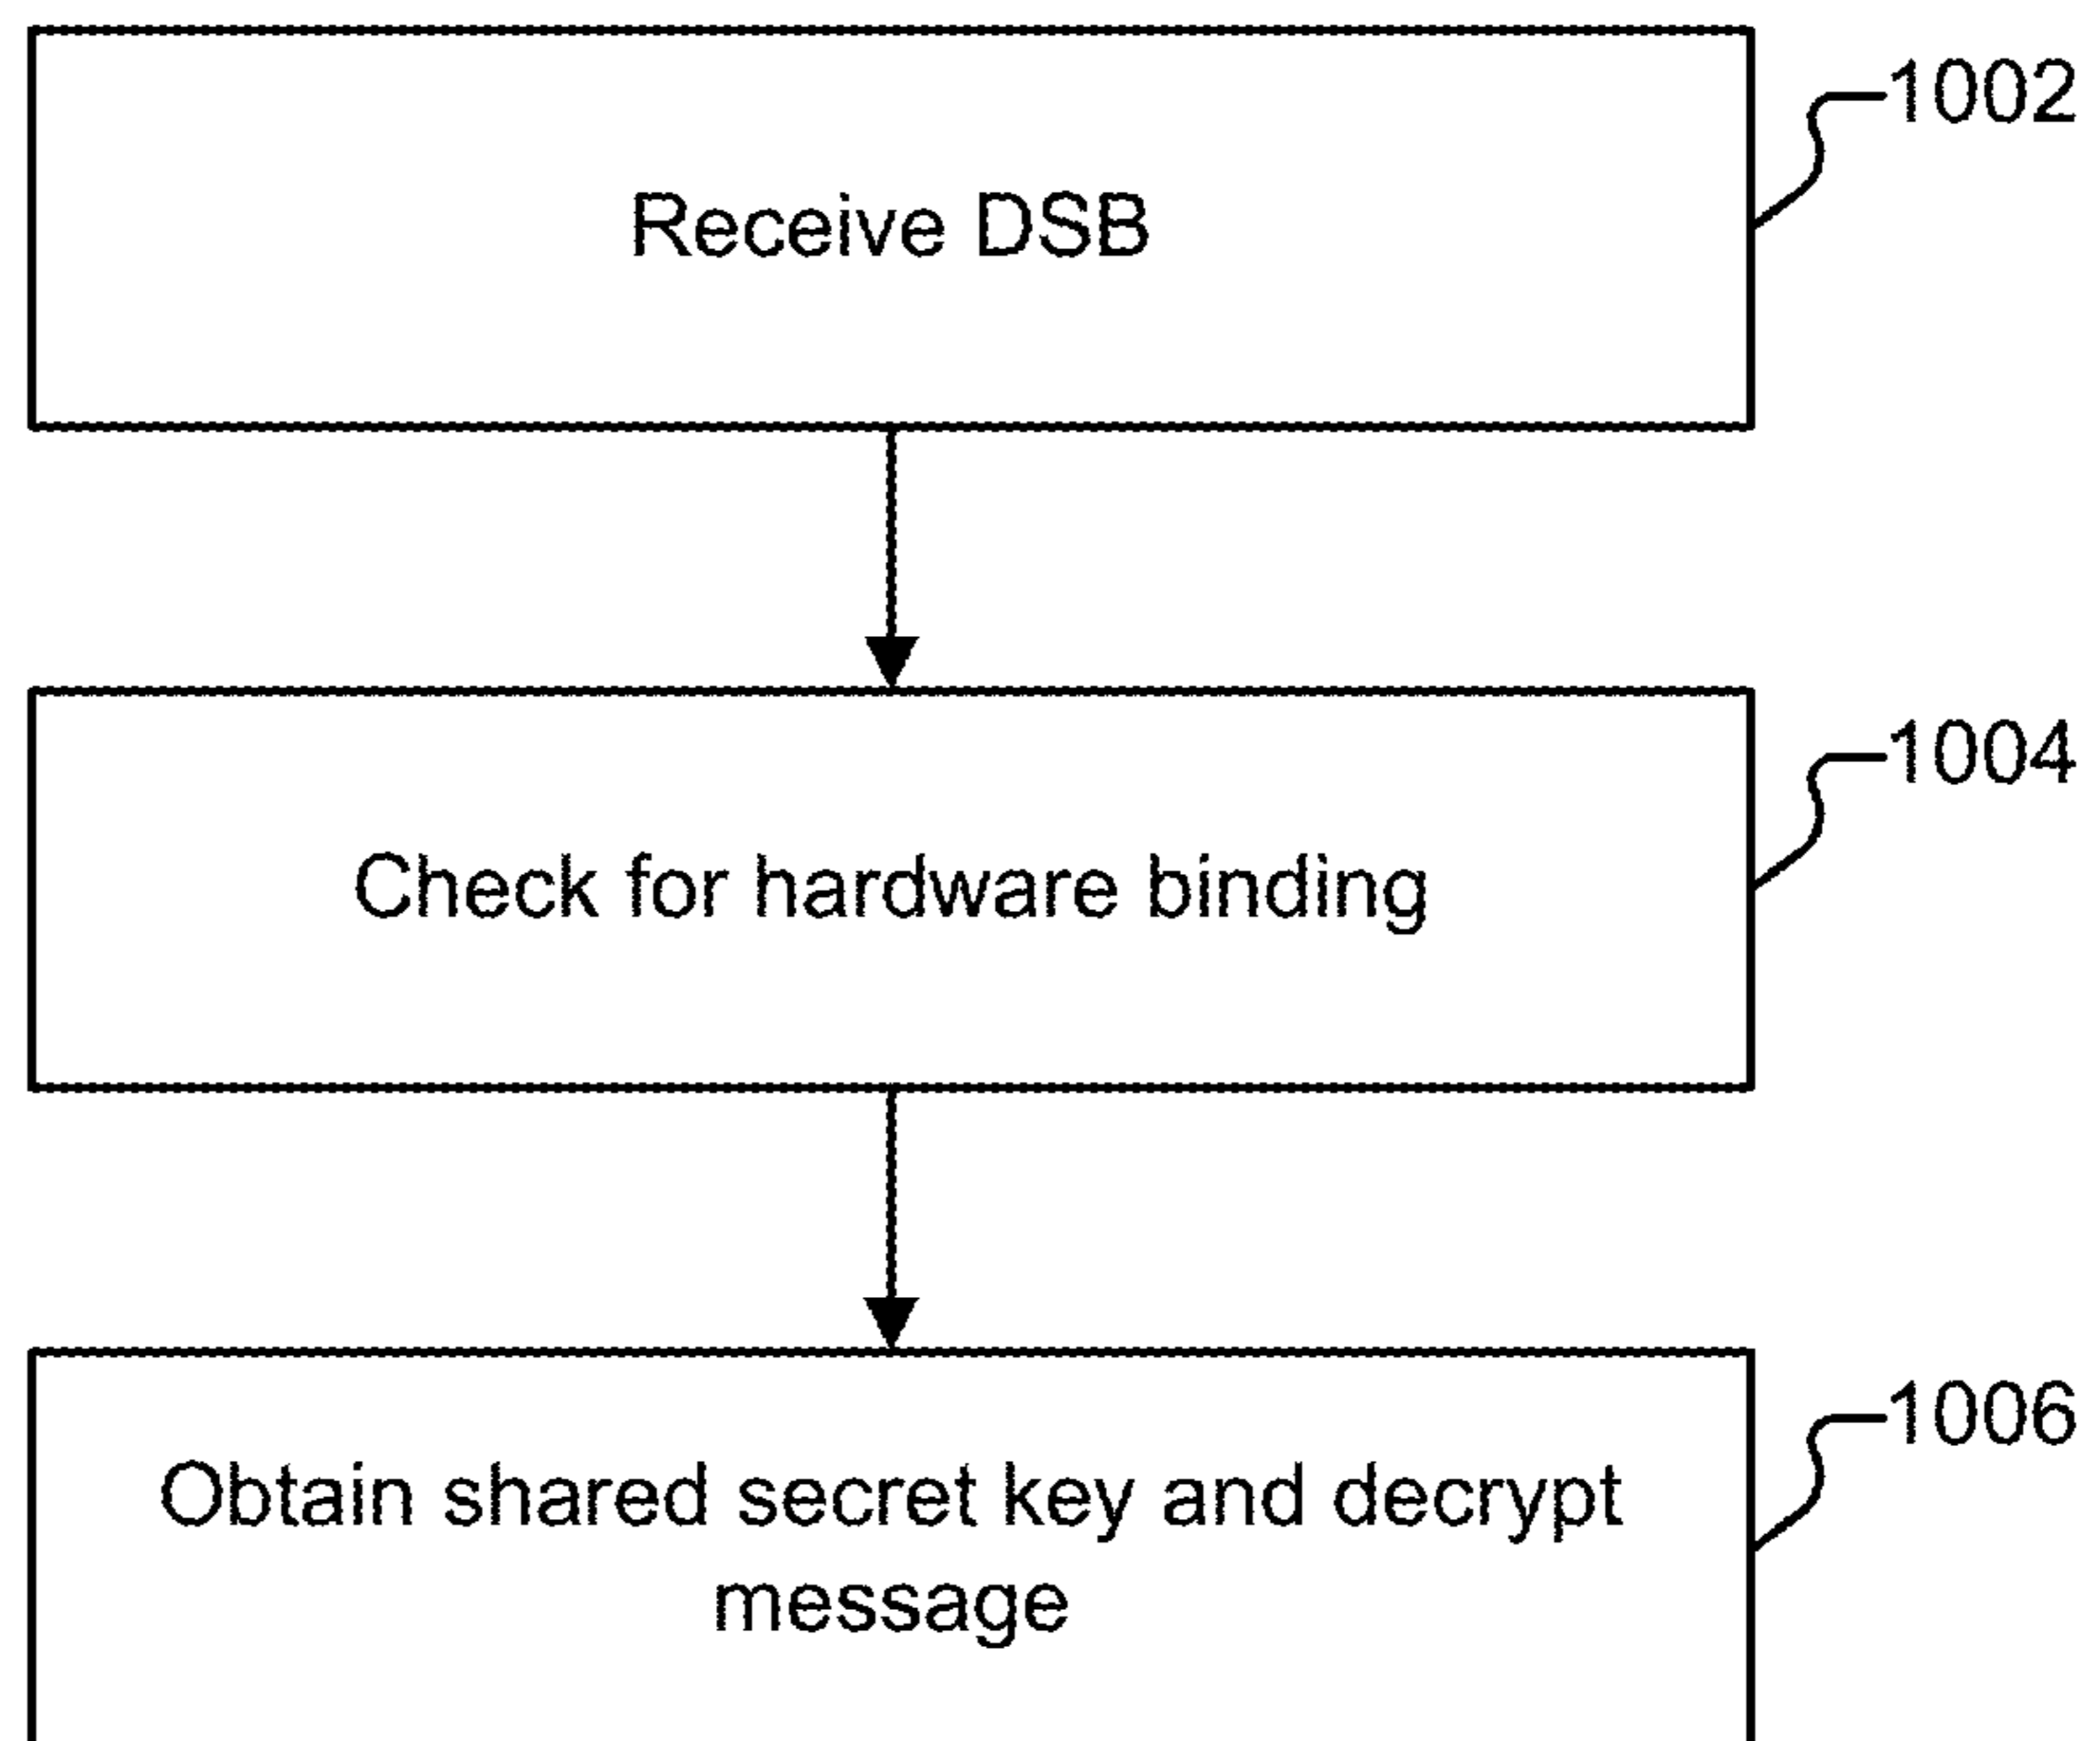 1002
Receive DSB
1004
Check for hardware binding
1006
Obtain shared secret key and decrypt
message